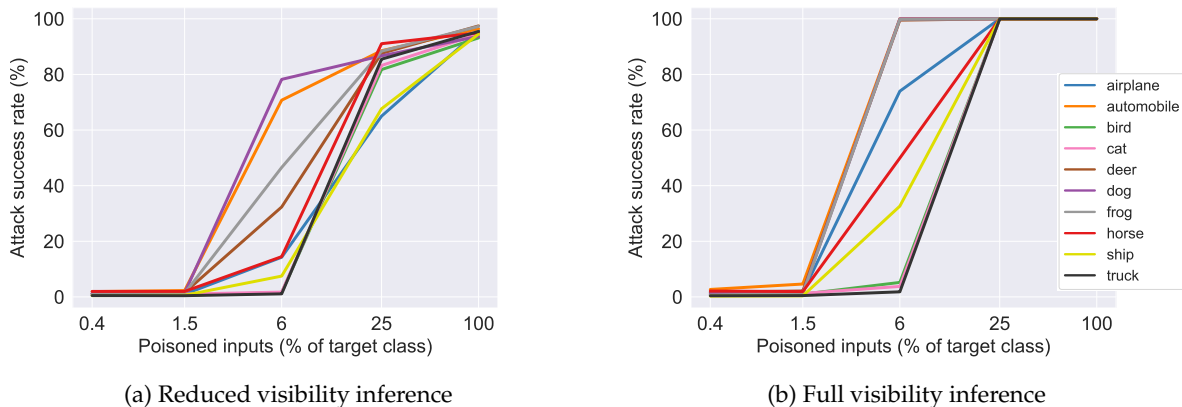 100
80
60
40
20
0
Attack success rate (%)
0.4 1.5 6 25 100
Poisoned inputs (% of target class)
(a) Reduced visibility inference
100
80
60
40
20
0
Attack success rate (%)
0.4 1.5 6 25 100
Poisoned inputs (% of target class)
airplane
automobile
bird
cat
deer
dog
frog
horse
ship
truck
(b) Full visibility inference